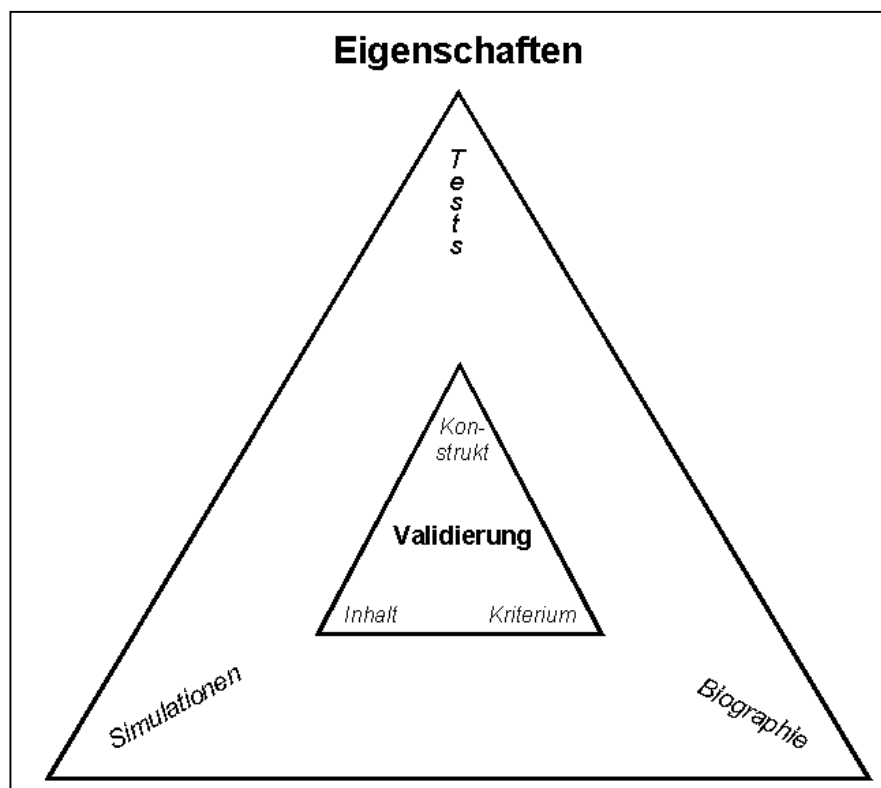 Eigenschaften
Tests
Kon-
strukt
Validierung
Inhalt
Kriterium
Simulationen
Biographie